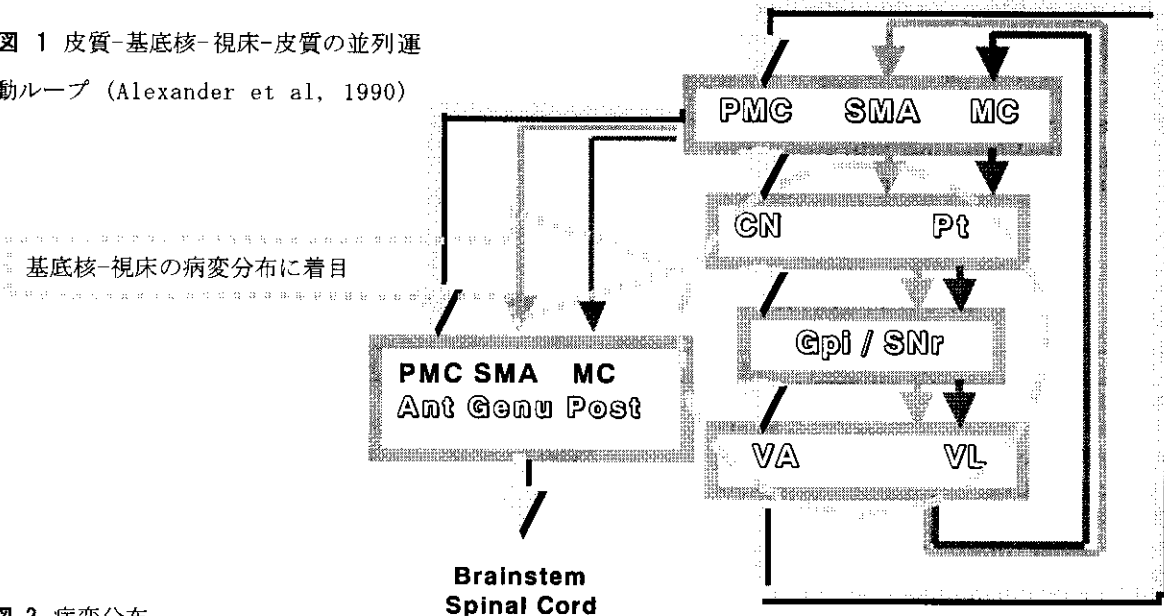 図 1 皮質-基底核-視床-皮質の並列運
動ループ (Alexander et al, 1990)
PMC SMA MC
CN Pt
基底核-視床の病変分布に着目
Gpi / SNr
PMC SMA MC
Ant Genu Post
VA VL
Brainstem
Spinal Cord
図 2 病変分布